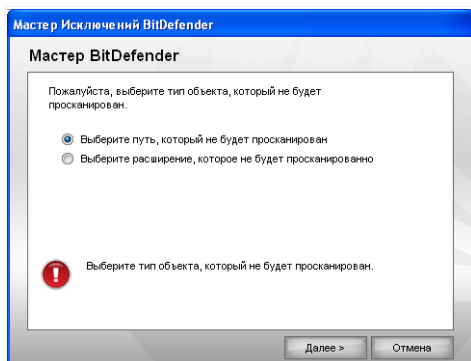 Мастер Исключений BitDefender
Мастер BitDefender
Пожалуйста, выберите тип объекта, который не будет
просканирован.
Выберите путь, который не будет просканирован
Выберите расширение, которое не будет просканированно
Выберите тип объекта, который не будет просканирован.
Далее >
Отмена